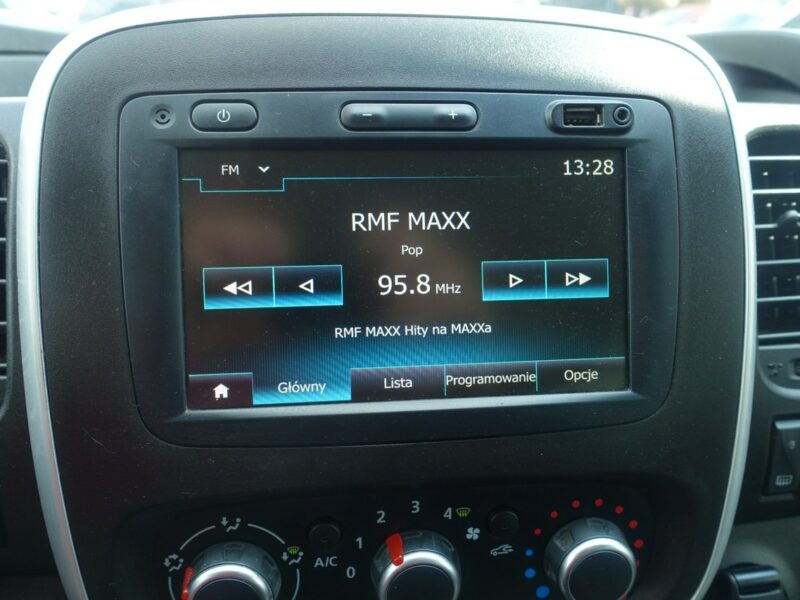 FM 13:28
RMF MAXX
Pop
95.8 MHz
RMF MAXX Hity na MAXXa
Główny Lista Programowanie Opcje
A/C 0 1 2 3 4